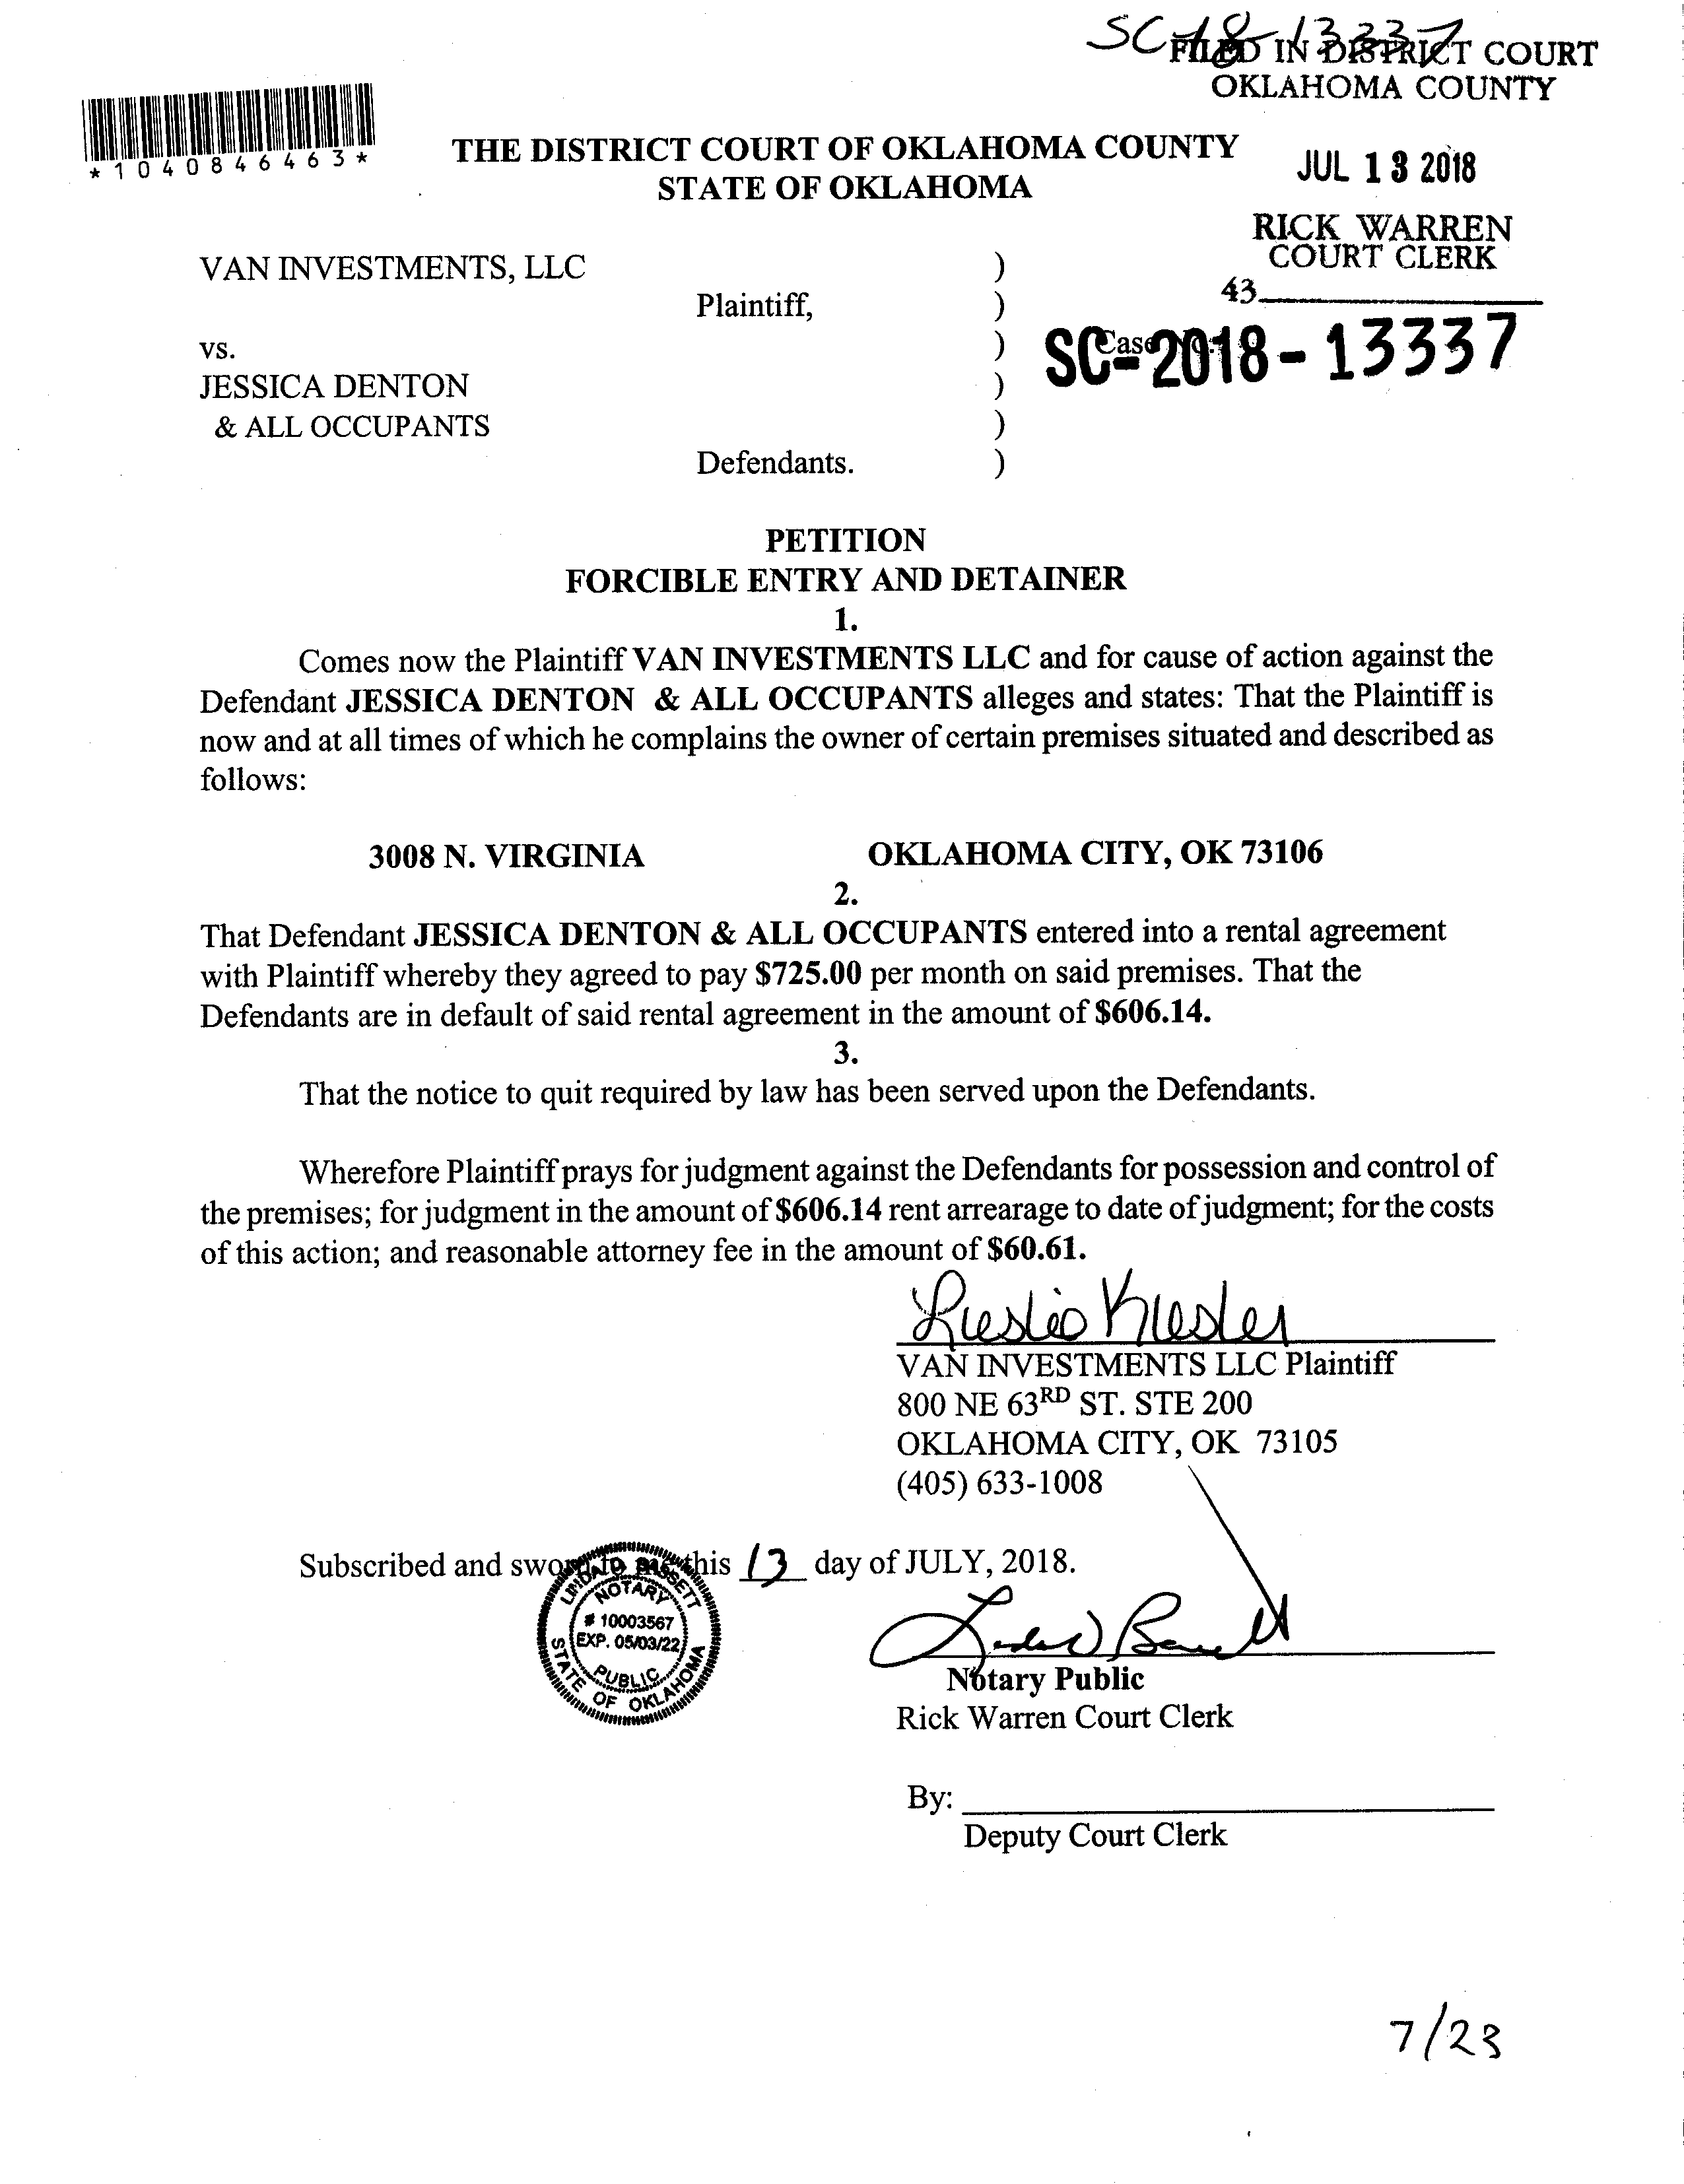 SC-18-13337
FILED IN DISTRICT COURT
OKLAHOMA COUNTY
*1040846463*
THE DISTRICT COURT OF OKLAHOMA COUNTY
STATE OF OKLAHOMA
JUL 13 2018
RICK WARREN
COURT CLERK
43
VAN INVESTMENTS, LLC )
Plaintiff, )
vs. )
Case No.:
SC-2018-13337
JESSICA DENTON )
& ALL OCCUPANTS )
Defendants. )
PETITION
FORCIBLE ENTRY AND DETAINER
1.
Comes now the Plaintiff VAN INVESTMENTS LLC and for cause of action against the
Defendant JESSICA DENTON & ALL OCCUPANTS alleges and states: That the Plaintiff is
now and at all times of which he complains the owner of certain premises situated and described as
follows:
3008 N. VIRGINIA OKLAHOMA CITY, OK 73106
2.
That Defendant JESSICA DENTON & ALL OCCUPANTS entered into a rental agreement
with Plaintiff whereby they agreed to pay $725.00 per month on said premises. That the
Defendants are in default of said rental agreement in the amount of $606.14.
3.
That the notice to quit required by law has been served upon the Defendants.
Wherefore Plaintiff prays for judgment against the Defendants for possession and control of
the premises; for judgment in the amount of $606.14 rent arrearage to date of judgment; for the costs
of this action; and reasonable attorney fee in the amount of $60.61.
VAN INVESTMENTS LLC Plaintiff
800 NE 63RD ST. STE 200
OKLAHOMA CITY, OK 73105
(405) 633-1008
Subscribed and sworn to me this 13 day of JULY, 2018.
NOTARY
# 10003567
EXP. 05/03/22
PUBLIC
STATE OF OKLAHOMA
Notary Public
Rick Warren Court Clerk
By:
Deputy Court Clerk
7/23